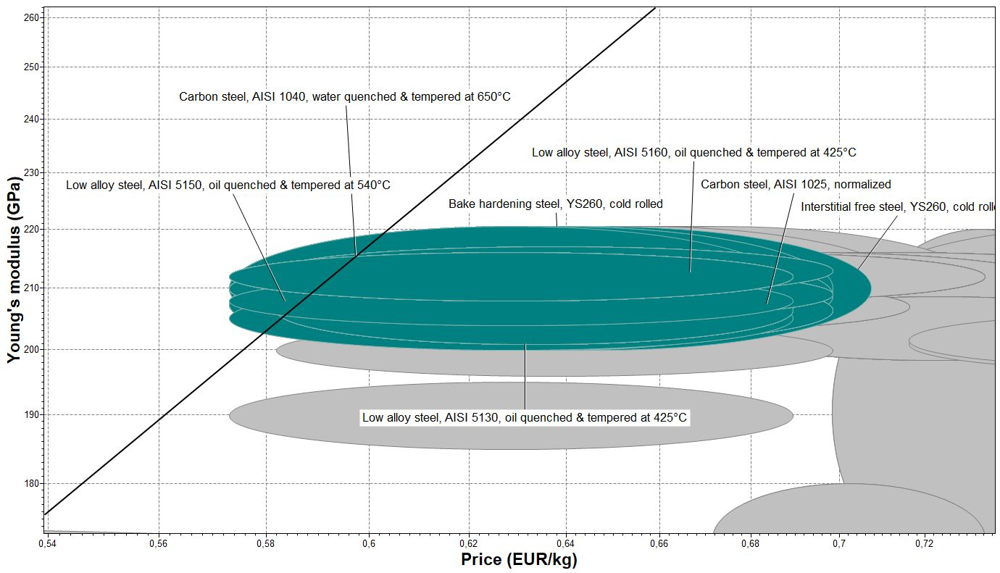 260
250
240
230
220
210
200
190
180
Young's modulus (GPa)
Carbon steel, AISI 1040, water quenched & tempered at 650°C
Low alloy steel, AISI 5160, oil quenched & tempered at 425°C
Low alloy steel, AISI 5150, oil quenched & tempered at 540°C
Carbon steel, AISI 1025, normalized
Bake hardening steel, YS260, cold rolled
Interstitial free steel, YS260, cold rolle
Low alloy steel, AISI 5130, oil quenched & tempered at 425°C
0,54 0,56 0,58 0,6 0,62 0,64 0,66 0,68 0,7 0,72
Price (EUR/kg)